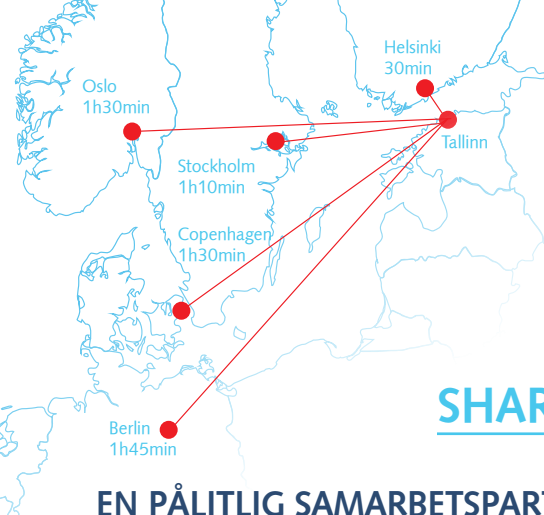 Helsinki
30min
Oslo
1h30min
Tallinn
Stockholm
1h10min
Copenhagen
1h30min
SHAR
Berlin
1h45min
EN PÅLITLIG SAMARBETSPART